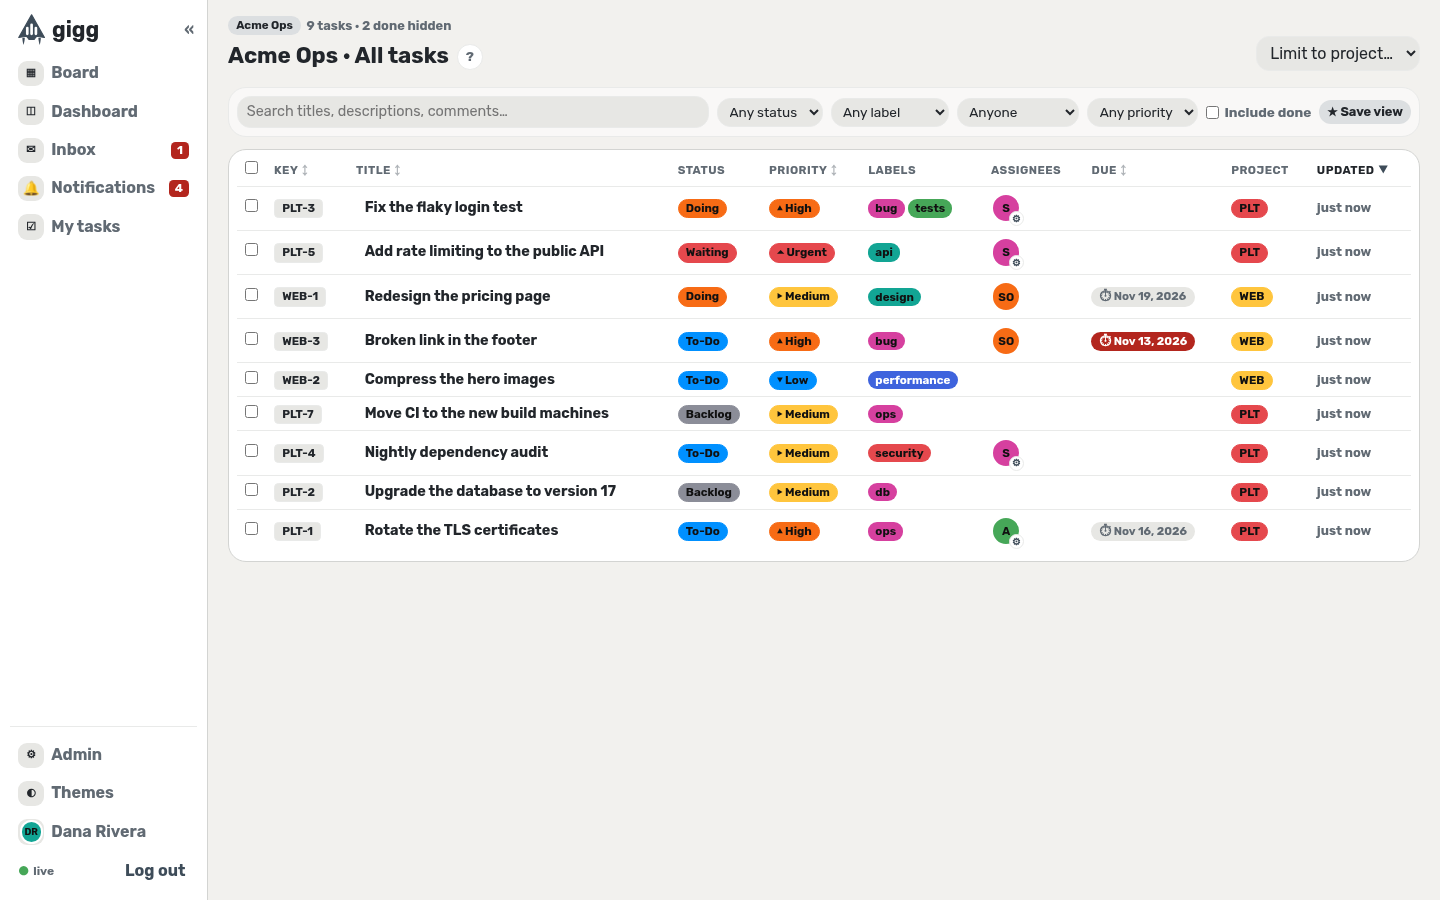 gigg «
Board
Dashboard
Inbox 1
Notifications 4
My tasks
Admin
Themes
DR Dana Rivera
live Log out
Acme Ops 9 tasks • 2 done hidden
Acme Ops • All tasks ?
Limit to project…
Search titles, descriptions, comments… Any status Any label Anyone Any priority Include done ★ Save view
KEY ↕ TITLE ↕ STATUS PRIORITY ↕ LABELS ASSIGNEES DUE ↕ PROJECT UPDATED ▼
PLT-3 Fix the flaky login test Doing High bug tests S PLT just now
PLT-5 Add rate limiting to the public API Waiting Urgent api S PLT just now
WEB-1 Redesign the pricing page Doing Medium design SO Nov 19, 2026 WEB just now
WEB-3 Broken link in the footer To-Do High bug SO Nov 13, 2026 WEB just now
WEB-2 Compress the hero images To-Do Low performance WEB just now
PLT-7 Move CI to the new build machines Backlog Medium ops PLT just now
PLT-4 Nightly dependency audit To-Do Medium security S PLT just now
PLT-2 Upgrade the database to version 17 Backlog Medium db PLT just now
PLT-1 Rotate the TLS certificates To-Do High ops A Nov 16, 2026 PLT just now